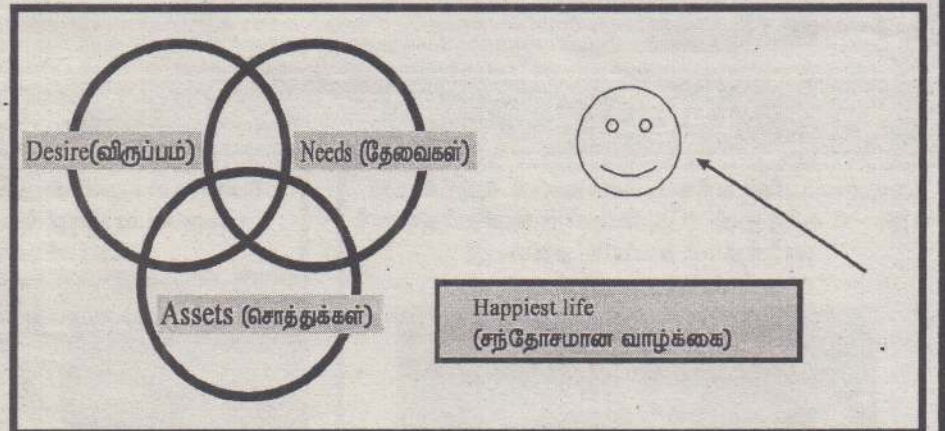 Desire(விருப்பம்)
Needs (தேவைகள்)
Assets (சொத்துக்கள்)
Happiest life
(சந்தோசமான வாழ்க்கை)